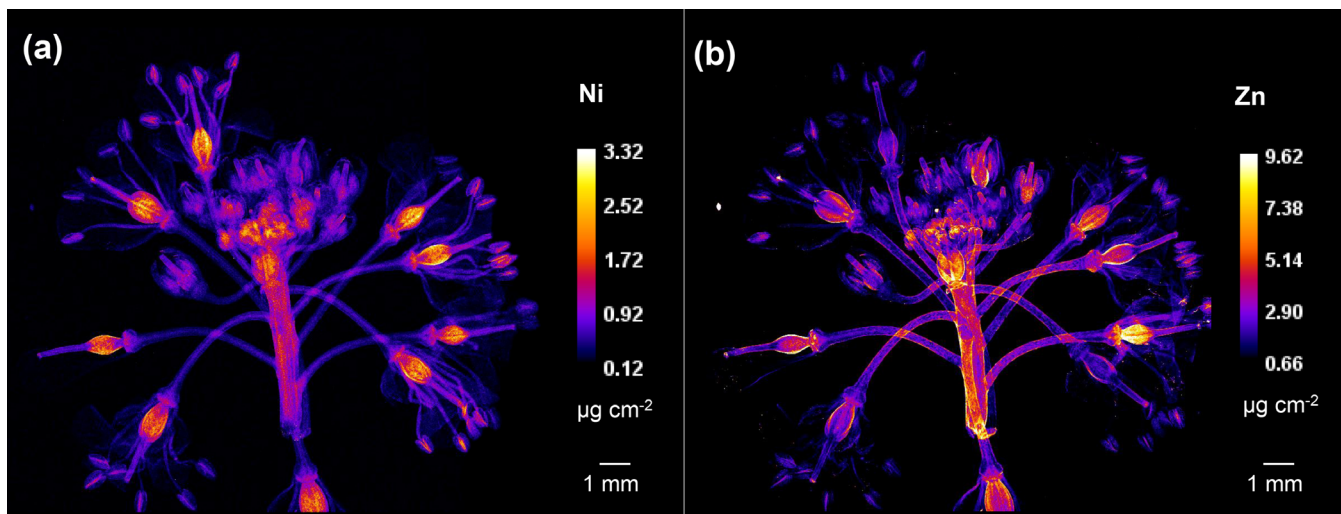 (a)
Ni
3.32
2.52
1.72
0.92
0.12
µg cm-2
1 mm
(b)
Zn
9.62
7.38
5.14
2.90
0.66
µg cm-2
1 mm